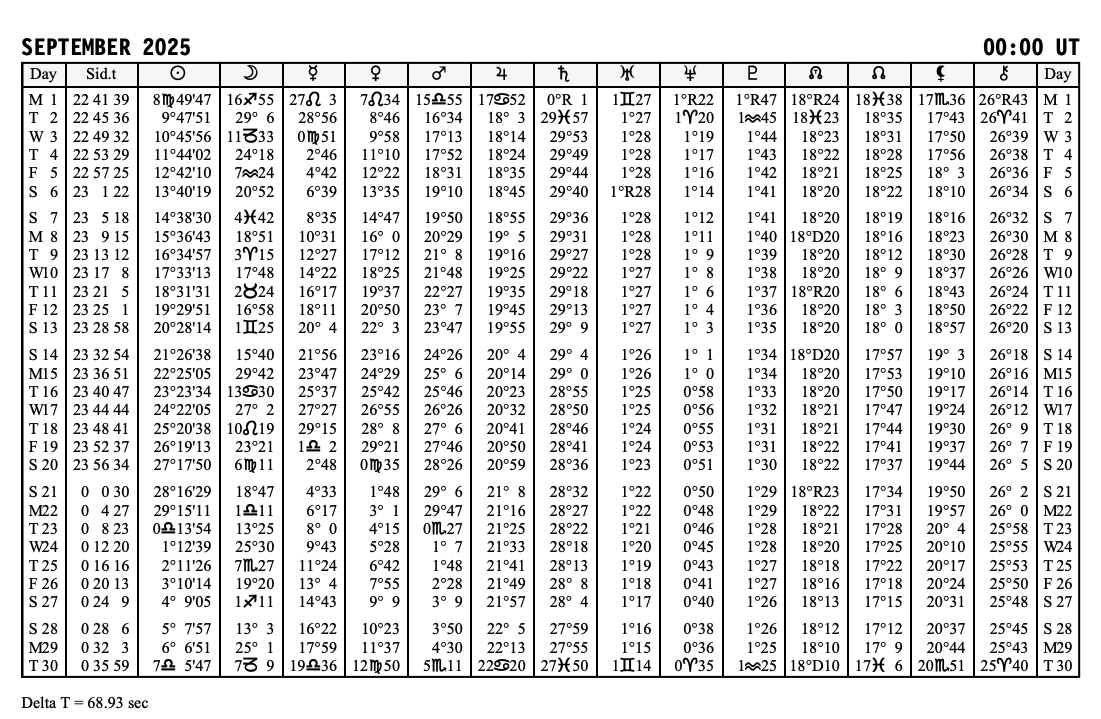 SEPTEMBER 2025 00:00 UT
Day Sid.t ☉ ☽ ☿ ♀ ♂ ♃ ♄ ♅ ♆ ♇ ☊ ☊ ⚸ ⚷ Day
M 1 22 41 39 8♍49'47 16♐55 27♌ 3 7♌34 15♎55 17♋52 0°R 1 1♊27 1°R22 1°R47 18°R24 18♓38 17♏36 26°R43 M 1
T 2 22 45 36 9°47'51 29° 6 28°56 8°46 16°34 18° 3 29♓57 1°27 1♈20 1♒45 18♓23 18°35 17°43 26♈41 T 2
W 3 22 49 32 10°45'56 11♑33 0♍51 9°58 17°13 18°14 29°53 1°28 1°19 1°44 18°23 18°31 17°50 26°39 W 3
T 4 22 53 29 11°44'02 24°18 2°46 11°10 17°52 18°24 29°49 1°28 1°17 1°43 18°22 18°28 17°56 26°38 T 4
F 5 22 57 25 12°42'10 7♒24 4°42 12°22 18°31 18°35 29°44 1°28 1°16 1°42 18°21 18°25 18° 3 26°36 F 5
S 6 23 1 22 13°40'19 20°52 6°39 13°35 19°10 18°45 29°40 1°R28 1°14 1°41 18°20 18°22 18°10 26°34 S 6
S 7 23 5 18 14°38'30 4♓42 8°35 14°47 19°50 18°55 29°36 1°28 1°12 1°41 18°20 18°19 18°16 26°32 S 7
M 8 23 9 15 15°36'43 18°51 10°31 16° 0 20°29 19° 5 29°31 1°28 1°11 1°40 18°D20 18°16 18°23 26°30 M 8
T 9 23 13 12 16°34'57 3♈15 12°27 17°12 21° 8 19°16 29°27 1°28 1° 9 1°39 18°20 18°12 18°30 26°28 T 9
W10 23 17 8 17°33'13 17°48 14°22 18°25 21°48 19°25 29°22 1°27 1° 8 1°38 18°20 18° 9 18°37 26°26 W10
T 11 23 21 5 18°31'31 2♉24 16°17 19°37 22°27 19°35 29°18 1°27 1° 6 1°37 18°R20 18° 6 18°43 26°24 T 11
F 12 23 25 1 19°29'51 16°58 18°11 20°50 23° 7 19°45 29°13 1°27 1° 4 1°36 18°20 18° 3 18°50 26°22 F 12
S 13 23 28 58 20°28'14 1♊25 20° 4 22° 3 23°47 19°55 29° 9 1°27 1° 3 1°35 18°20 18° 0 18°57 26°20 S 13
S 14 23 32 54 21°26'38 15°40 21°56 23°16 24°26 20° 4 29° 4 1°26 1° 1 1°34 18°D20 17°57 19° 3 26°18 S 14
M15 23 36 51 22°25'05 29°42 23°47 24°29 25° 6 20°14 29° 0 1°26 1° 0 1°34 18°20 17°53 19°10 26°16 M15
T 16 23 40 47 23°23'34 13♋30 25°37 25°42 25°46 20°23 28°55 1°25 0°58 1°33 18°20 17°50 19°17 26°14 T 16
W17 23 44 44 24°22'05 27° 2 27°27 26°55 26°26 20°32 28°50 1°25 0°56 1°32 18°21 17°47 19°24 26°12 W17
T 18 23 48 41 25°20'38 10♌19 29°15 28° 8 27° 6 20°41 28°46 1°24 0°55 1°31 18°21 17°44 19°30 26° 9 T 18
F 19 23 52 37 26°19'13 23°21 1♎ 2 29°21 27°46 20°50 28°41 1°24 0°53 1°31 18°22 17°41 19°37 26° 7 F 19
S 20 23 56 34 27°17'50 6♍11 2°48 0♍35 28°26 20°59 28°36 1°23 0°51 1°30 18°22 17°37 19°44 26° 5 S 20
S 21 0 0 30 28°16'29 18°47 4°33 1°48 29° 6 21° 8 28°32 1°22 0°50 1°29 18°R23 17°34 19°50 26° 2 S 21
M22 0 4 27 29°15'11 1♎11 6°17 3° 1 29°47 21°16 28°27 1°22 0°48 1°29 18°22 17°31 19°57 26° 0 M22
T 23 0 8 23 0♎13'54 13°25 8° 0 4°15 0♏27 21°25 28°22 1°21 0°46 1°28 18°21 17°28 20° 4 25°58 T 23
W24 0 12 20 1°12'39 25°30 9°43 5°28 1° 7 21°33 28°18 1°20 0°45 1°28 18°20 17°25 20°10 25°55 W24
T 25 0 16 16 2°11'26 7♏27 11°24 6°42 1°48 21°41 28°13 1°19 0°43 1°27 18°18 17°22 20°17 25°53 T 25
F 26 0 20 13 3°10'14 19°20 13° 4 7°55 2°28 21°49 28° 8 1°18 0°41 1°27 18°16 17°18 20°24 25°50 F 26
S 27 0 24 9 4° 9'05 1♐11 14°43 9° 9 3° 9 21°57 28° 4 1°17 0°40 1°26 18°13 17°15 20°31 25°48 S 27
S 28 0 28 6 5° 7'57 13° 3 16°22 10°23 3°50 22° 5 27°59 1°16 0°38 1°26 18°12 17°12 20°37 25°45 S 28
M29 0 32 3 6° 6'51 25° 1 17°59 11°37 4°30 22°13 27°55 1°15 0°36 1°25 18°10 17° 9 20°44 25°43 M29
T 30 0 35 59 7♎ 5'47 7♑ 9 19♎36 12♍50 5♏11 22♋20 27♓50 1♊14 0♈35 1♒25 18°D10 17♓ 6 20♏51 25♈40 T 30
Delta T = 68.93 sec